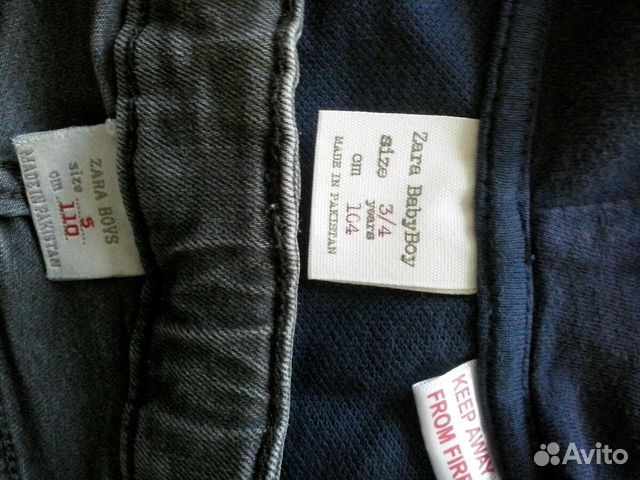 ZARA BOYS
size ...... 5
cm ...... 110
MADE IN PAKISTAN
Zara BabyBoy
size 3/4
years
cm 104
MADE IN PAKISTAN
KEEP AWAY
FROM FIRE
Avito